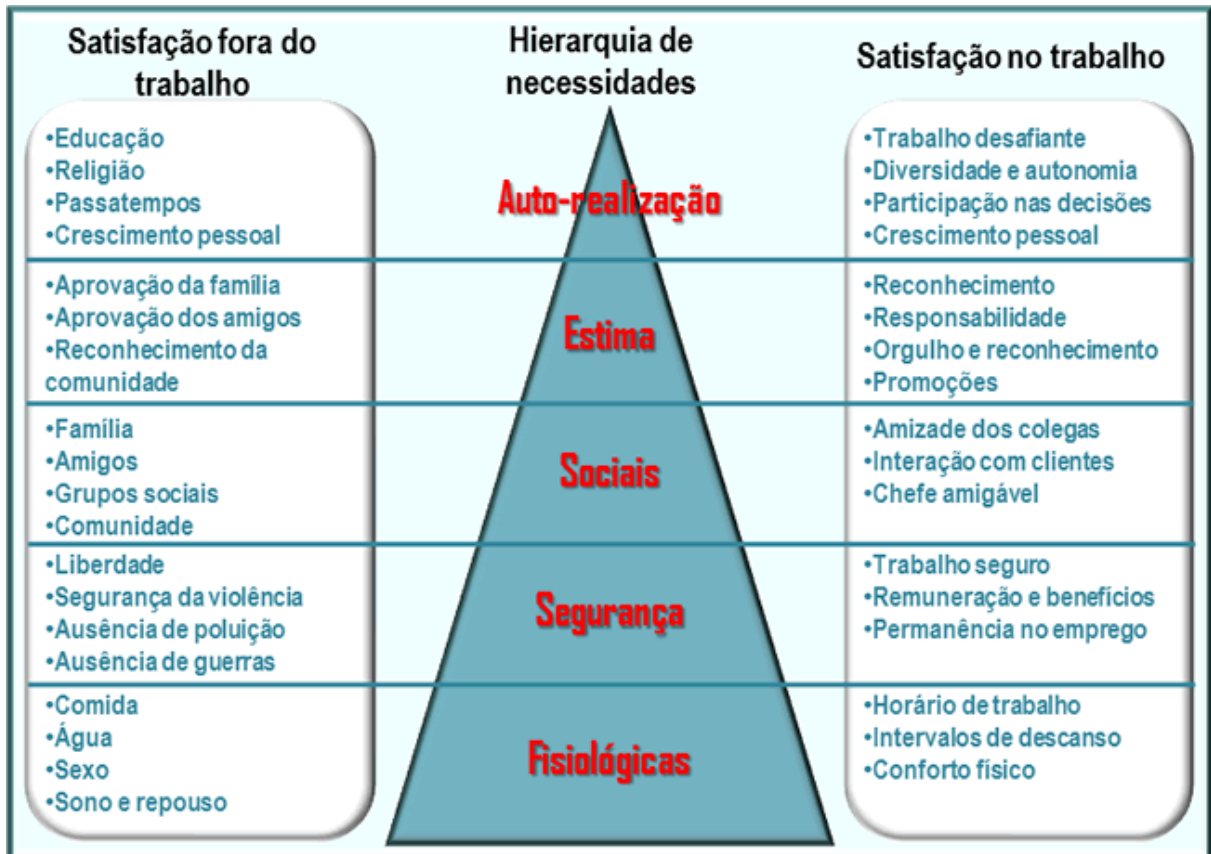 Satisfação fora do
trabalho
Hierarquia de
necessidades
Satisfação no trabalho
•Educação
•Religião
•Passatempos
•Crescimento pessoal
Auto-realização
•Trabalho desafiante
•Diversidade e autonomia
•Participação nas decisões
•Crescimento pessoal
•Aprovação da família
•Aprovação dos amigos
•Reconhecimento da
comunidade
Estima
•Reconhecimento
•Responsabilidade
•Orgulho e reconhecimento
•Promoções
•Família
•Amigos
•Grupos sociais
•Comunidade
Sociais
•Amizade dos colegas
•Interação com clientes
•Chefe amigável
•Liberdade
•Segurança da violência
•Ausência de poluição
•Ausência de guerras
Segurança
•Trabalho seguro
•Remuneração e benefícios
•Permanência no emprego
•Comida
•Água
•Sexo
•Sono e repouso
Fisiológicas
•Horário de trabalho
•Intervalos de descanso
•Conforto físico